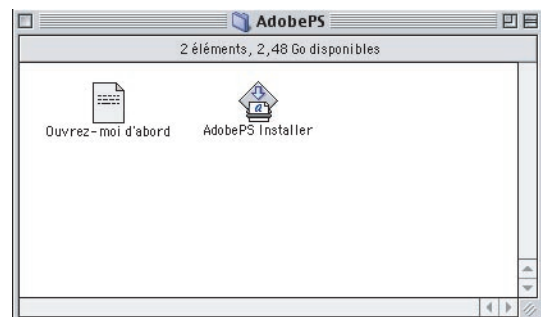 AdobePS
2 éléments, 2,48 Go disponibles
Ouvrez-moi d'abord
AdobePS Installer